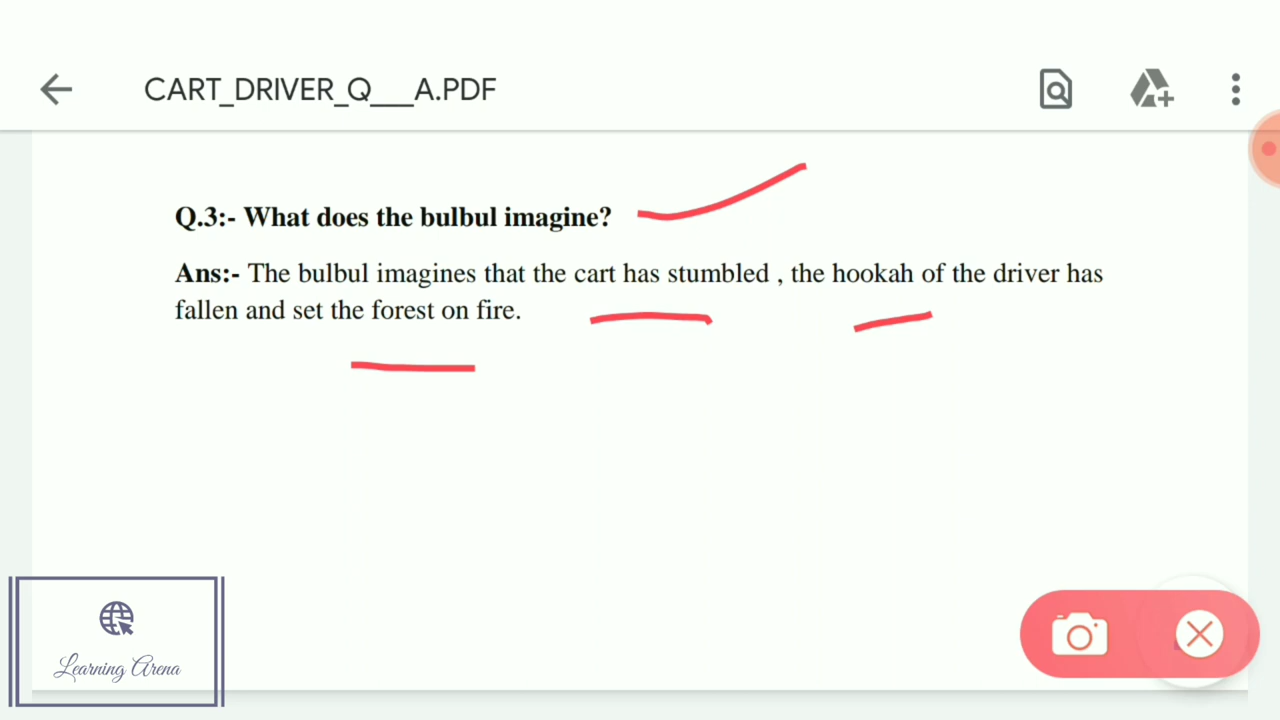 CART_DRIVER_Q___A.PDF
Q.3:- What does the bulbul imagine?
Ans:- The bulbul imagines that the cart has stumbled , the hookah of the driver has
fallen and set the forest on fire.
Learning Arena